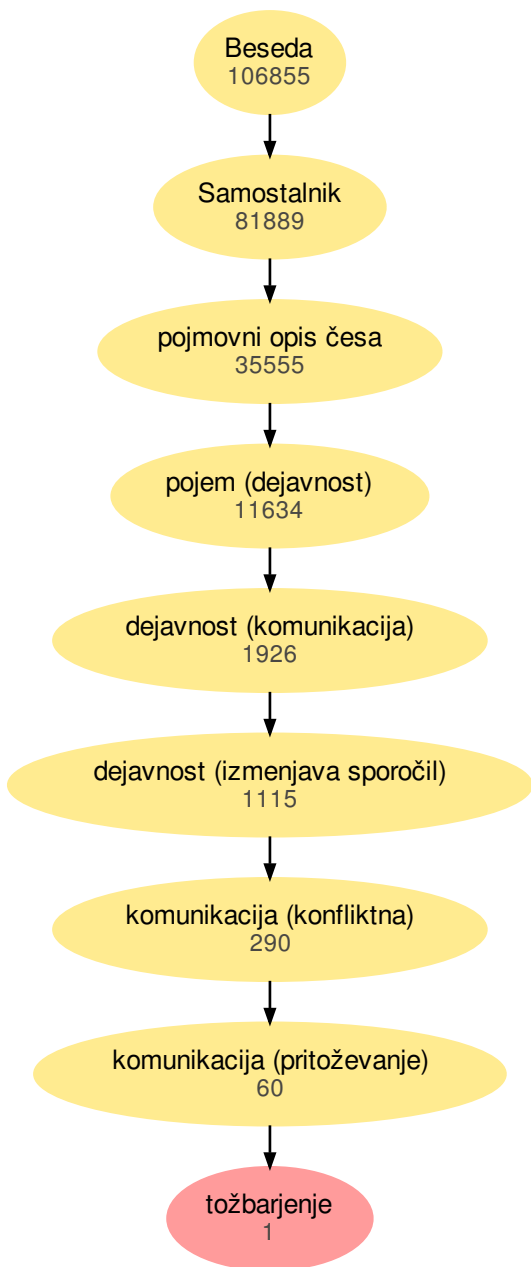 Beseda
106855
Samostalnik
81889
pojmovni opis česa
35555
pojem (dejavnost)
11634
dejavnost (komunikacija)
1926
dejavnost (izmenjava sporočil)
1115
komunikacija (konfliktna)
290
komunikacija (pritoževanje)
60
tožbarjenje
1